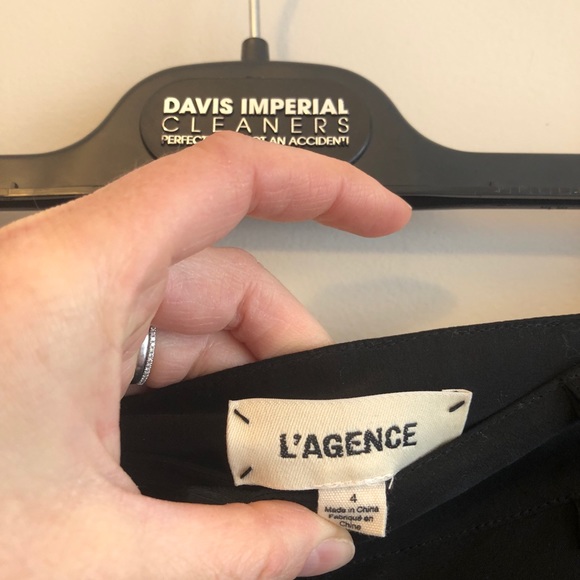 DAVIS IMPERIAL
CLEANERS
AN ACCIDENT!
L'AGENCE
4
Made in China
Fabriqué en
Chine